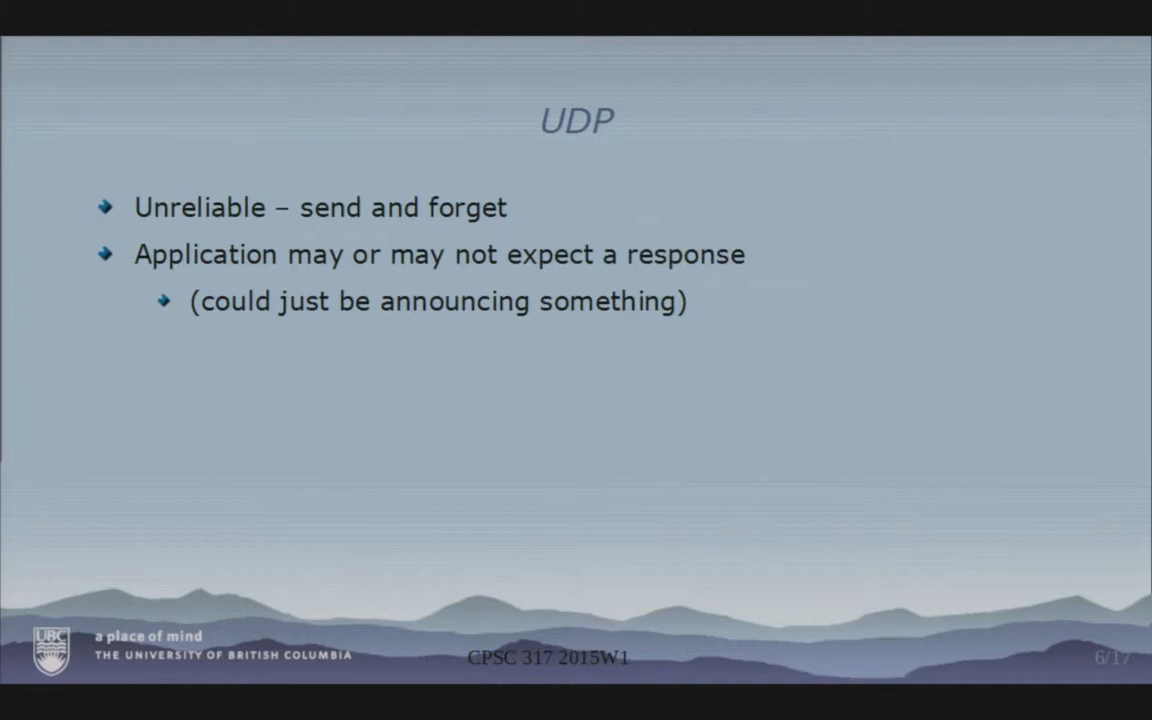 UDP
Unreliable – send and forget
Application may or may not expect a response
(could just be announcing something)
UBC
a place of mind
THE UNIVERSITY OF BRITISH COLUMBIA
CPSC 317 2015W1
6/17